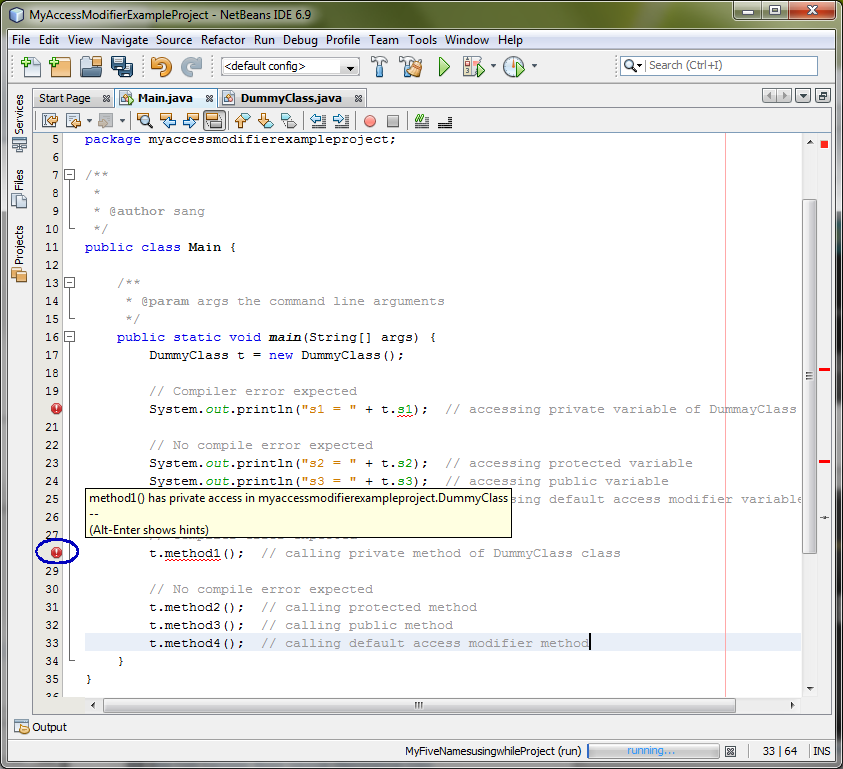 MyAccessModifierExampleProject - NetBeans IDE 6.9
File Edit View Navigate Source Refactor Run Debug Profile Team Tools Window Help
<default config> Search (Ctrl+I)
Start Page Main.java DummyClass.java
Services
Files
Projects
5 package myaccessmodifierexampleproject;
6
7 /**
8 *
9 * @author sang
10 */
11 public class Main {
12
13 /**
14 * @param args the command line arguments
15 */
16 public static void main(String[] args) {
17 DummyClass t = new DummyClass();
18
19 // Compiler error expected
System.out.println("s1 = " + t.s1); // accessing private variable of DummayClass
21
22 // No compile error expected
23 System.out.println("s2 = " + t.s2); // accessing protected variable
24 System.out.println("s3 = " + t.s3); // accessing public variable
method1() has private access in myaccessmodifierexampleproject.DummyClass
--
(Alt-Enter shows hints)
25 default access modifier variable
26
27
t.method1(); // calling private method of DummyClass class
29
30 // No compile error expected
31 t.method2(); // calling protected method
32 t.method3(); // calling public method
33 t.method4(); // calling default access modifier method
34 }
35 }
Output
MyFiveNamesusingwhileProject (run) running... 33 | 64 INS